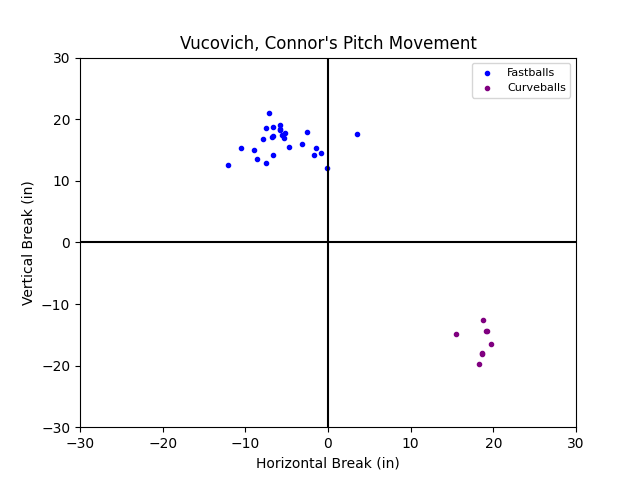 Vucovich, Connor's Pitch Movement
Fastballs
Curveballs
30
20
10
0
−10
−20
−30
Vertical Break (in)
−30
−20
−10
0
10
20
30
Horizontal Break (in)